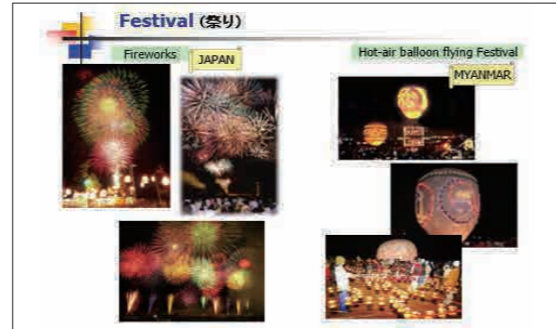 Festival (祭り)
Fireworks
JAPAN
Hot-air balloon flying Festival
MYANMAR